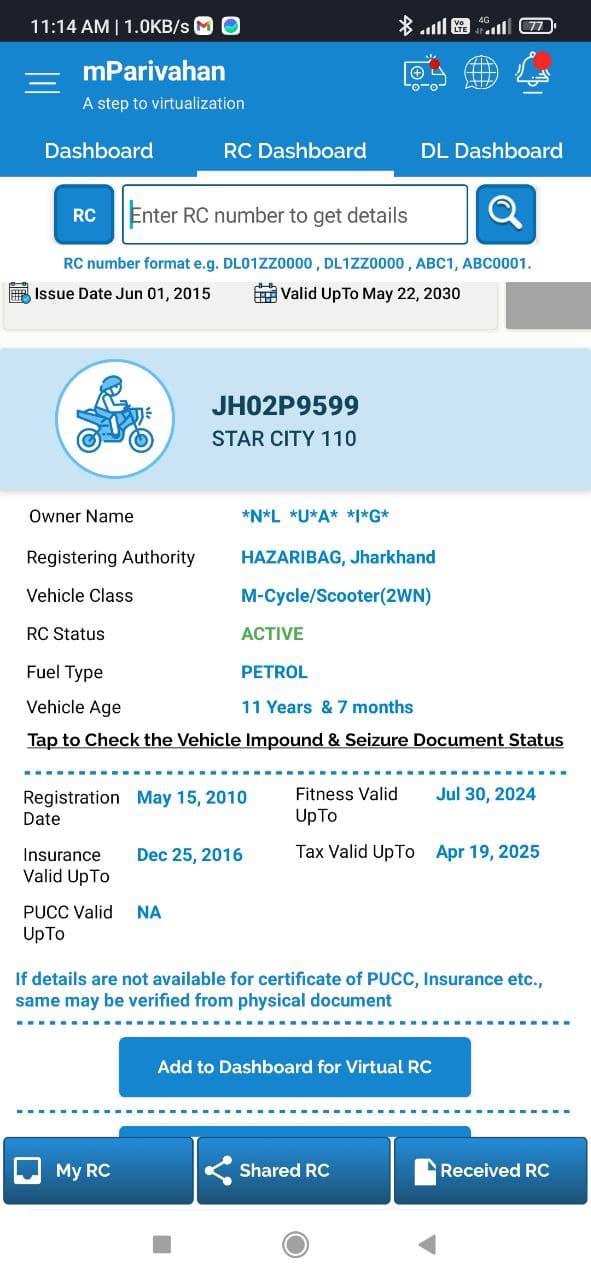 11:14 AM | 1.0KB/s
Vo LTE 4G 77
mParivahan
A step to virtualization
Dashboard RC Dashboard DL Dashboard
RC Enter RC number to get details
RC number format e.g. DL01ZZ0000 , DL1ZZ0000 , ABC1, ABC0001.
Issue Date Jun 01, 2015 Valid UpTo May 22, 2030
JH02P9599
STAR CITY 110
Owner Name *N*L *U*A* *I*G*
Registering Authority HAZARIBAG, Jharkhand
Vehicle Class M-Cycle/Scooter(2WN)
RC Status ACTIVE
Fuel Type PETROL
Vehicle Age 11 Years & 7 months
Tap to Check the Vehicle Impound & Seizure Document Status
Registration Date May 15, 2010 Fitness Valid UpTo Jul 30, 2024
Insurance Valid UpTo Dec 25, 2016 Tax Valid UpTo Apr 19, 2025
PUCC Valid UpTo NA
If details are not available for certificate of PUCC, Insurance etc.,
same may be verified from physical document
Add to Dashboard for Virtual RC
My RC Shared RC Received RC